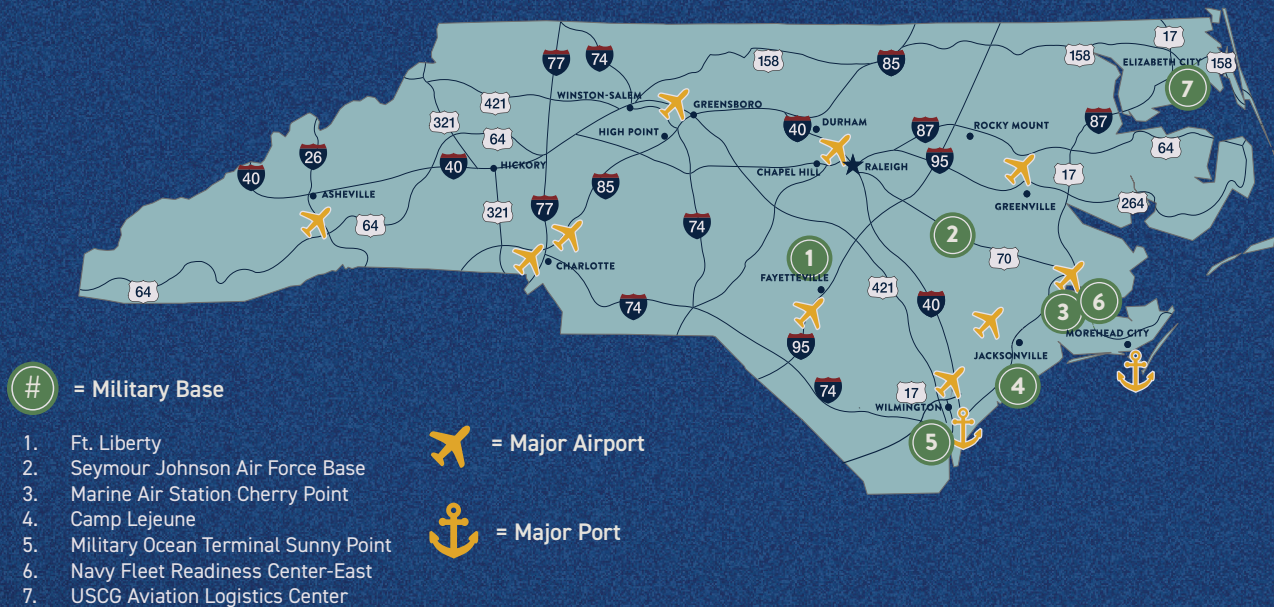 17
158
158
ELIZABETH CITY
158
7
77
74
85
WINSTON-SALEM
GREENSBORO
421
321
64
HIGH POINT
40
DURHAM
87
ROCKY MOUNT
87
26
40
40
HICKORY
CHAPEL HILL
RALEIGH
95
64
17
ASHEVILLE
85
GREENVILLE
264
321
77
64
74
2
70
CHARLOTTE
1
FAYETTEVILLE
64
74
421
40
3
6
MOREHEAD CITY
95
JACKSONVILLE
74
17
4
WILMINGTON
5
# = Military Base
1. Ft. Liberty
2. Seymour Johnson Air Force Base
3. Marine Air Station Cherry Point
4. Camp Lejeune
5. Military Ocean Terminal Sunny Point
6. Navy Fleet Readiness Center-East
7. USCG Aviation Logistics Center
= Major Airport
= Major Port